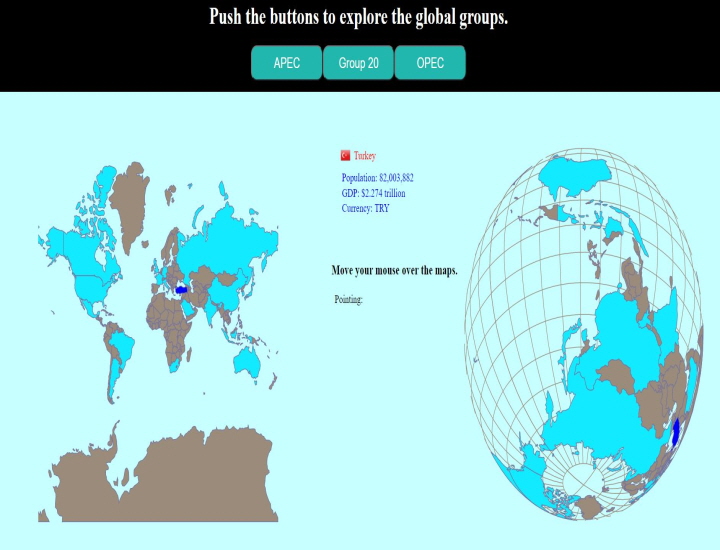 Push the buttons to explore the global groups.
APEC
Group 20
OPEC
Turkey
Population: 82,003,882
GDP: $2.274 trillion
Currency: TRY
Move your mouse over the maps.
Pointing: